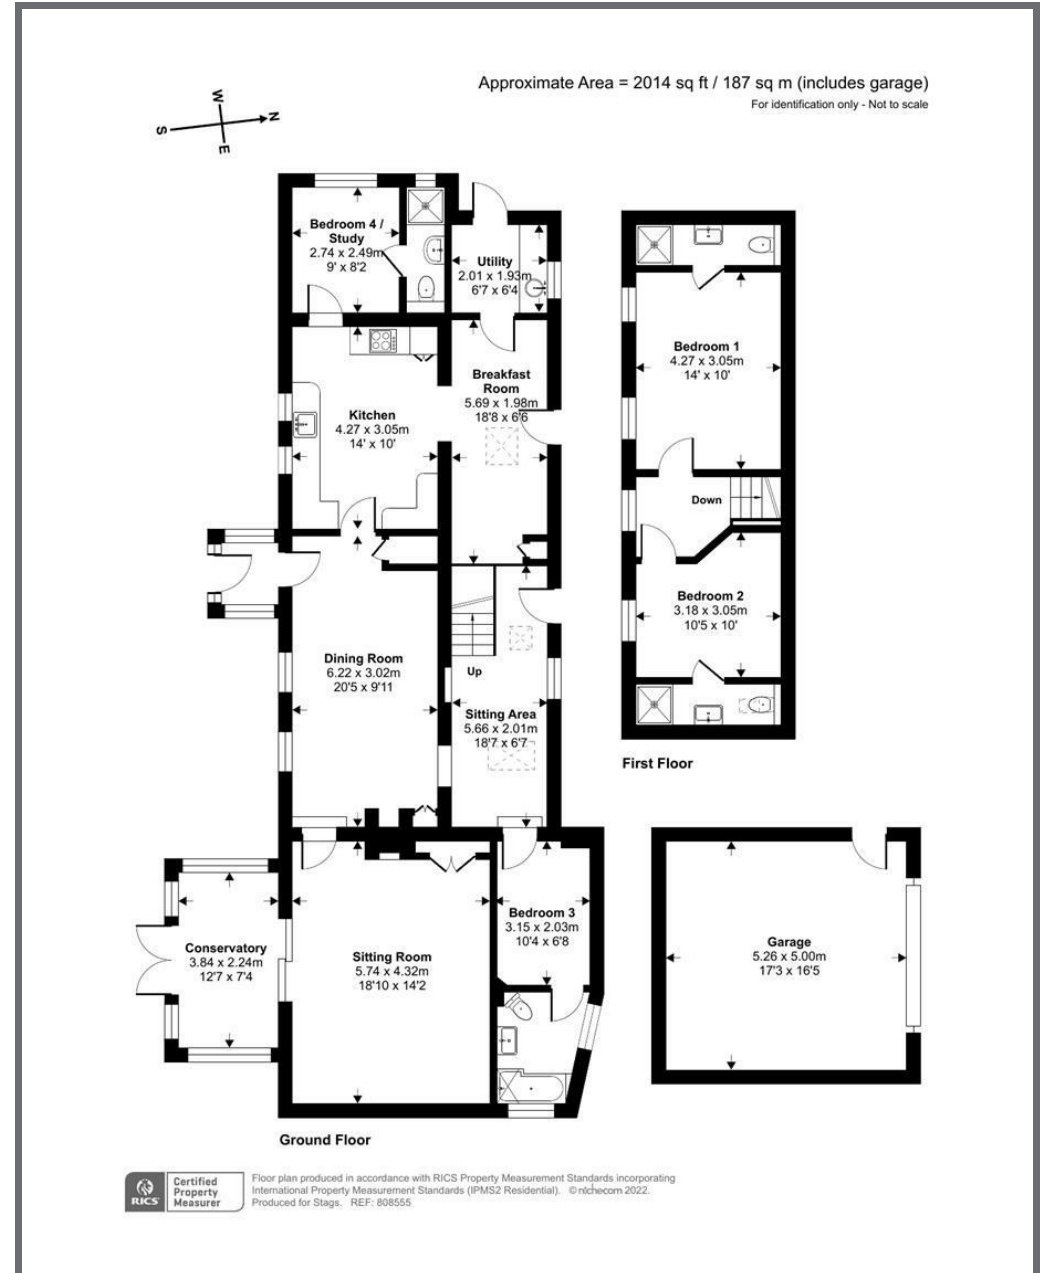 Approximate Area = 2014 sq ft / 187 sq m (includes garage)
For identification only - Not to scale
W
N
S
E
Bedroom 4 /
Study
2.74 x 2.49m
9' x 8'2
Utility
2.01 x 1.93m
6'7 x 6'4
Breakfast
Room
5.69 x 1.98m
18'8 x 6'6
Kitchen
4.27 x 3.05m
14' x 10'
Dining Room
6.22 x 3.02m
20'5 x 9'11
Up
Sitting Area
5.66 x 2.01m
18'7 x 6'7
Conservatory
3.84 x 2.24m
12'7 x 7'4
Sitting Room
5.74 x 4.32m
18'10 x 14'2
Bedroom 3
3.15 x 2.03m
10'4 x 6'8
Ground Floor
Bedroom 1
4.27 x 3.05m
14' x 10'
Down
Bedroom 2
3.18 x 3.05m
10'5 x 10'
First Floor
Garage
5.26 x 5.00m
17'3 x 16'5
RICS
Certified
Property
Measurer
Floor plan produced in accordance with RICS Property Measurement Standards incorporating
International Property Measurement Standards (IPMS2 Residential). © nichecom 2022.
Produced for Stags. REF: 808555